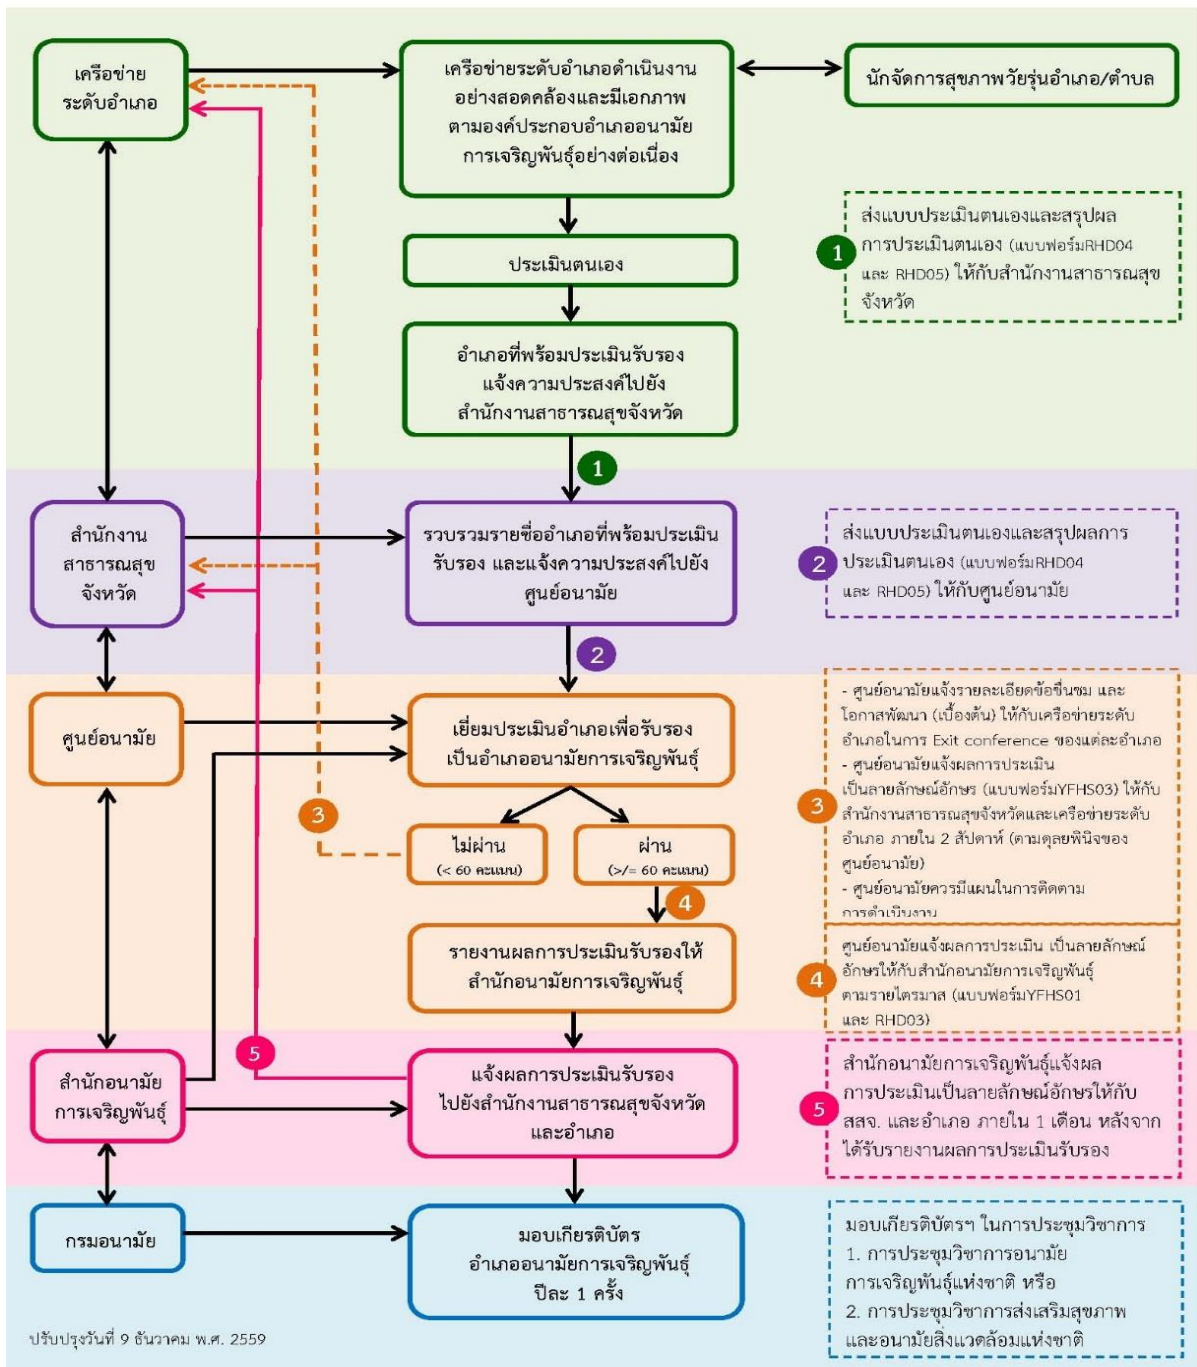 เครือข่าย
ระดับอำเภอ
เครือข่ายระดับอำเภอดำเนินงาน
อย่างสอดคล้องและมีเอกภาพ
ตามองค์ประกอบอำเภออนามัย
การเจริญพันธุ์อย่างต่อเนื่อง
นักจัดการสุขภาพวัยรุ่นอำเภอ/ตำบล
ประเมินตนเอง
1
ส่งแบบประเมินตนเองและสรุปผล
การประเมินตนเอง (แบบฟอร์มRHD04
และ RHD05) ให้กับสำนักงานสาธารณสุข
จังหวัด
อำเภอที่พร้อมประเมินรับรอง
แจ้งความประสงค์ไปยัง
สำนักงานสาธารณสุขจังหวัด
1
สำนักงาน
สาธารณสุข
จังหวัด
รวบรวมรายชื่ออำเภอที่พร้อมประเมิน
รับรอง และแจ้งความประสงค์ไปยัง
ศูนย์อนามัย
2
ส่งแบบประเมินตนเองและสรุปผลการ
ประเมินตนเอง (แบบฟอร์มRHD04
และ RHD05) ให้กับศูนย์อนามัย
2
ศูนย์อนามัย
เยี่ยมประเมินอำเภอเพื่อรับรอง
เป็นอำเภออนามัยการเจริญพันธุ์
3
ไม่ผ่าน
(< 60 คะแนน)
ผ่าน
(>/= 60 คะแนน)
3
- ศูนย์อนามัยแจ้งรายละเอียดข้อชื่นชม และ
โอกาสพัฒนา (เบื้องต้น) ให้กับเครือข่ายระดับ
อำเภอในการ Exit conference ของแต่ละอำเภอ
- ศูนย์อนามัยแจ้งผลการประเมิน
เป็นลายลักษณ์อักษร (แบบฟอร์มYFHS03) ให้กับ
สำนักงานสาธารณสุขจังหวัดและเครือข่ายระดับ
อำเภอ ภายใน 2 สัปดาห์ (ตามดุลยพินิจของ
ศูนย์อนามัย)
- ศูนย์อนามัยควรมีแผนในการติดตาม
การดำเนินงาน
4
รายงานผลการประเมินรับรองให้
สำนักอนามัยการเจริญพันธุ์
4
ศูนย์อนามัยแจ้งผลการประเมิน เป็นลายลักษณ์
อักษรให้กับสำนักอนามัยการเจริญพันธุ์
ตามรายไตรมาส (แบบฟอร์มYFHS01
และ RHD03)
5
สำนักอนามัย
การเจริญพันธุ์
แจ้งผลการประเมินรับรอง
ไปยังสำนักงานสาธารณสุขจังหวัด
และอำเภอ
5
สำนักอนามัยการเจริญพันธุ์แจ้งผล
การประเมินเป็นลายลักษณ์อักษรให้กับ
สสจ. และอำเภอ ภายใน 1 เดือน หลังจาก
ได้รับรายงานผลการประเมินรับรอง
กรมอนามัย
มอบเกียรติบัตร
อำเภออนามัยการเจริญพันธุ์
ปีละ 1 ครั้ง
มอบเกียรติบัตรฯ ในการประชุมวิชาการ
1. การประชุมวิชาการอนามัย
การเจริญพันธุ์แห่งชาติ หรือ
2. การประชุมวิชาการส่งเสริมสุขภาพ
และอนามัยสิ่งแวดล้อมแห่งชาติ
ปรับปรุงวันที่ 9 ธันวาคม พ.ศ. 2559